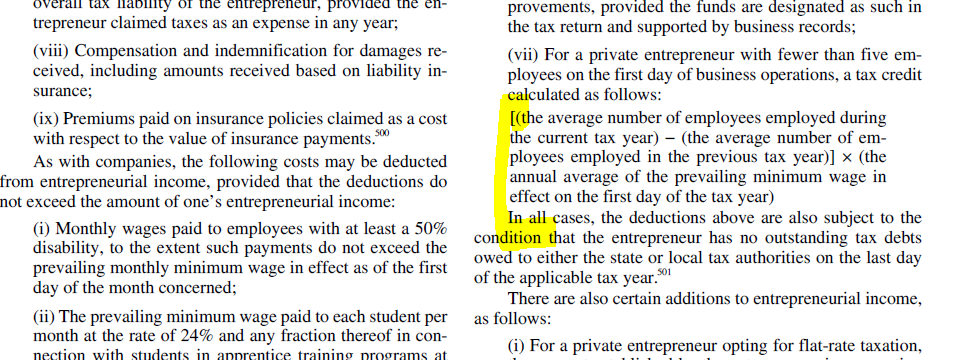 overall tax liability of the entrepreneur, provided the en-
trepreneur claimed taxes as an expense in any year;
(viii) Compensation and indemnification for damages re-
ceived, including amounts received based on liability in-
surance;
(ix) Premiums paid on insurance policies claimed as a cost
with respect to the value of insurance payments.500
As with companies, the following costs may be deducted
from entrepreneurial income, provided that the deductions do
not exceed the amount of one’s entrepreneurial income:
(i) Monthly wages paid to employees with at least a 50%
disability, to the extent such payments do not exceed the
prevailing monthly minimum wage in effect as of the first
day of the month concerned;
(ii) The prevailing minimum wage paid to each student per
month at the rate of 24% and any fraction thereof in con-
nection with students in apprentice training programs at
provements, provided the funds are designated as such in
the tax return and supported by business records;
(vii) For a private entrepreneur with fewer than five em-
ployees on the first day of business operations, a tax credit
calculated as follows:
[(the average number of employees employed during
the current tax year) − (the average number of em-
ployees employed in the previous tax year)] × (the
annual average of the prevailing minimum wage in
effect on the first day of the tax year)
In all cases, the deductions above are also subject to the
condition that the entrepreneur has no outstanding tax debts
owed to either the state or local tax authorities on the last day
of the applicable tax year.501
There are also certain additions to entrepreneurial income,
as follows:
(i) For a private entrepreneur opting for flat-rate taxation,